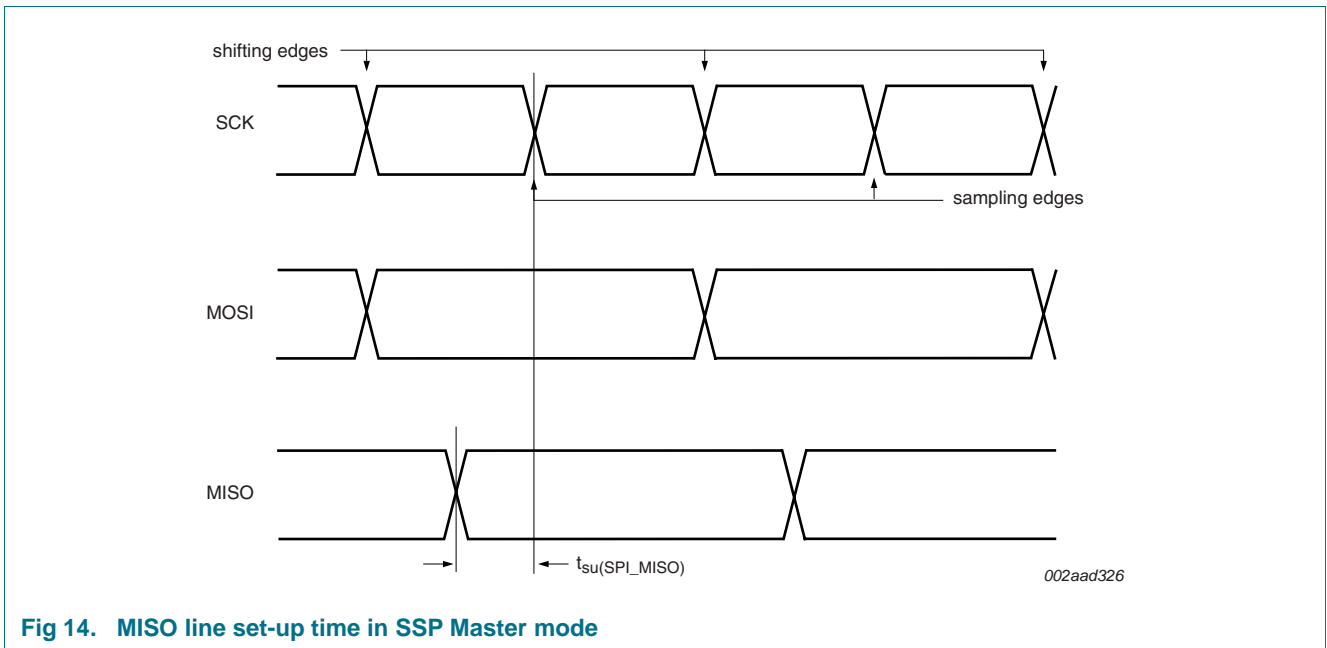 shifting edges
SCK
sampling edges
MOSI
MISO
tsu(SPI_MISO)
002aad326
Fig 14. MISO line set-up time in SSP Master mode